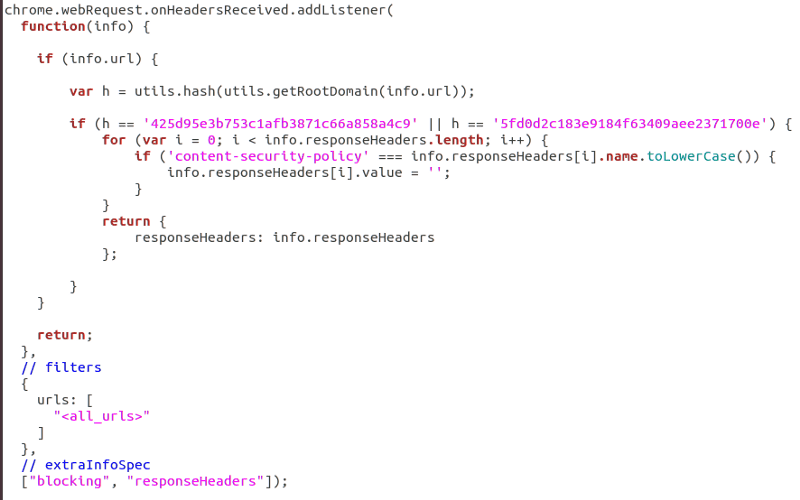 chrome.webRequest.onHeadersReceived.addListener(
function(info) {
if (info.url) {
var h = utils.hash(utils.getRootDomain(info.url));
if (h == '425d95e3b753c1afb3871c66a858a4c9' || h == '5fd0d2c183e9184f63409aee2371700e') {
for (var i = 0; i < info.responseHeaders.length; i++) {
if ('content-security-policy' === info.responseHeaders[i].name.toLowerCase()) {
info.responseHeaders[i].value = '';
}
}
return {
responseHeaders: info.responseHeaders
};
}
}
return;
},
// filters
{
urls: [
"<all_urls>"
]
},
// extraInfoSpec
["blocking", "responseHeaders"]);